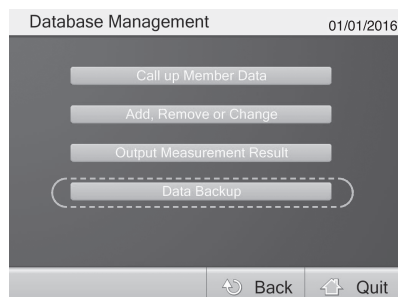 Database Management 01/01/2016
Call up Member Data
Add, Remove or Change
Output Measurement Result
Data Backup
Back Quit